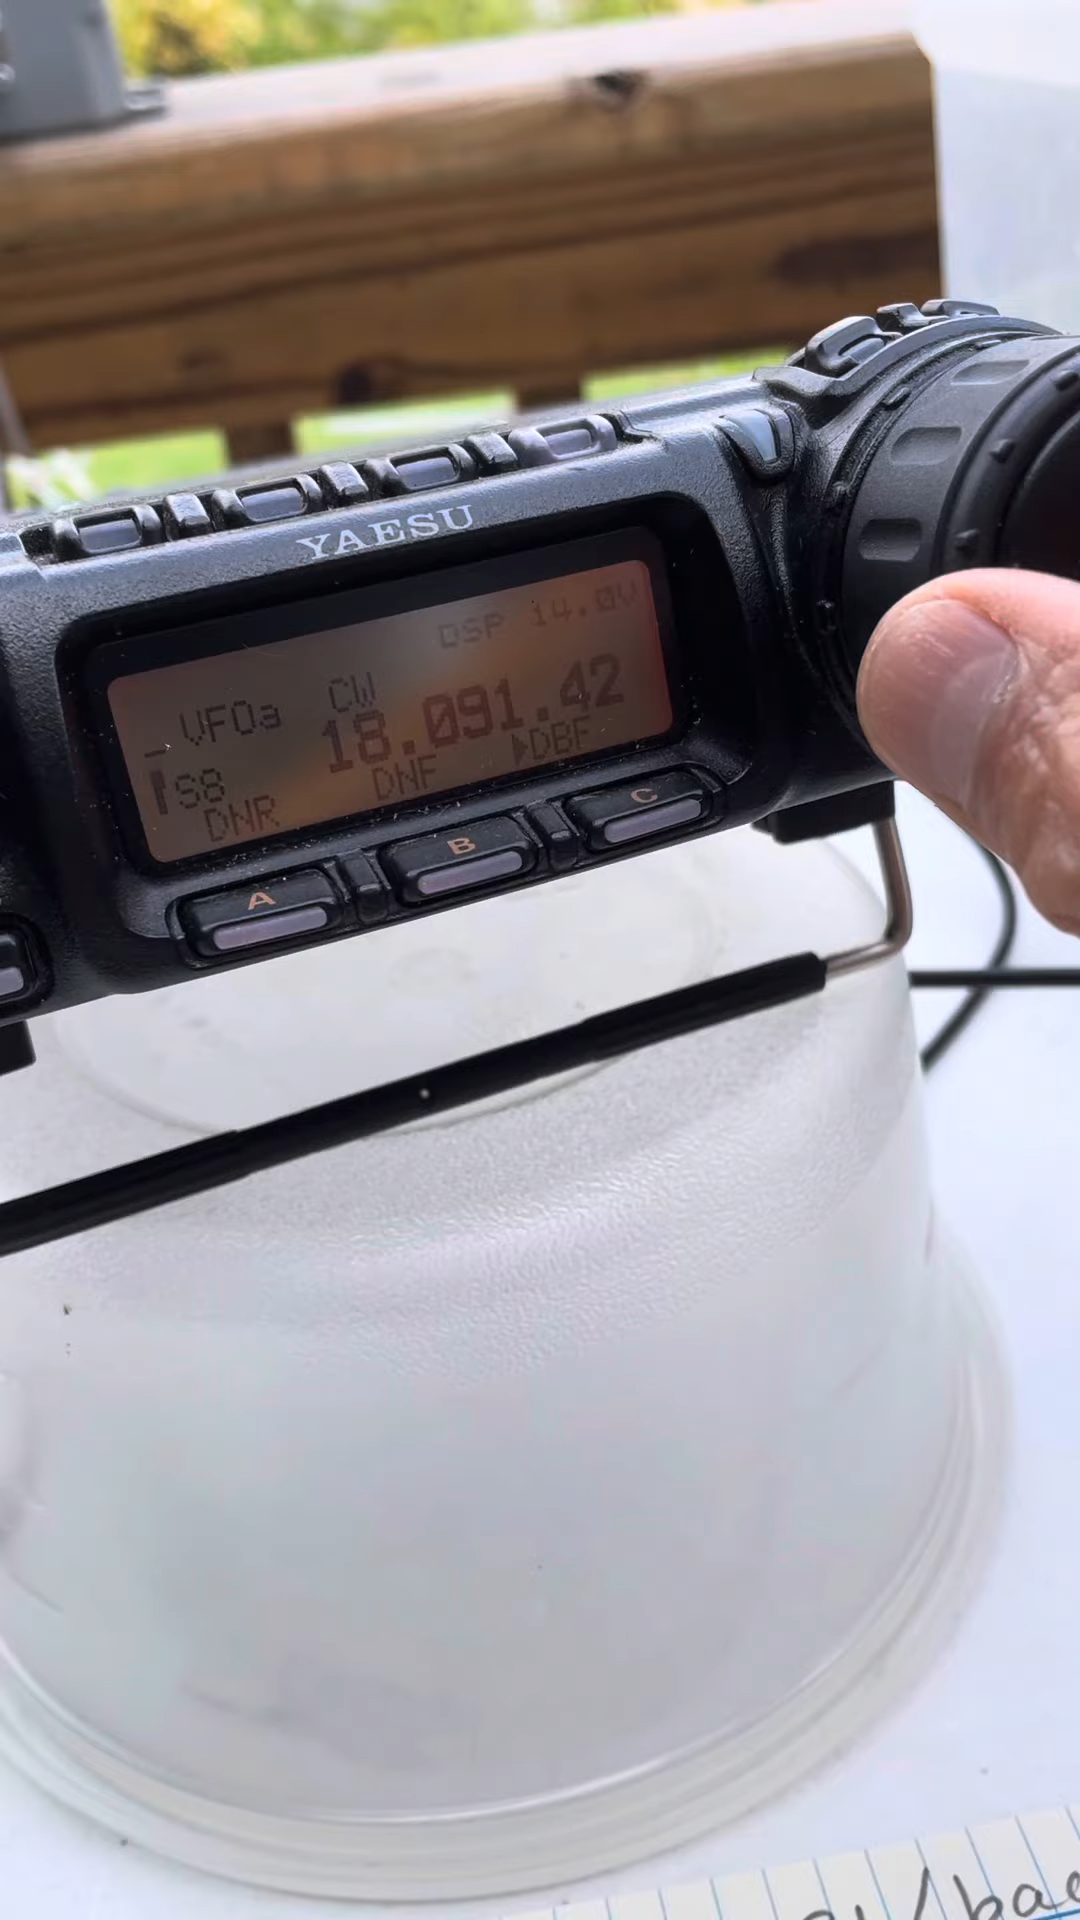 YAESU
DSP 14.0V
VFOa CW 18.091.42
S8
DNR DNF ▶DBF
A B C